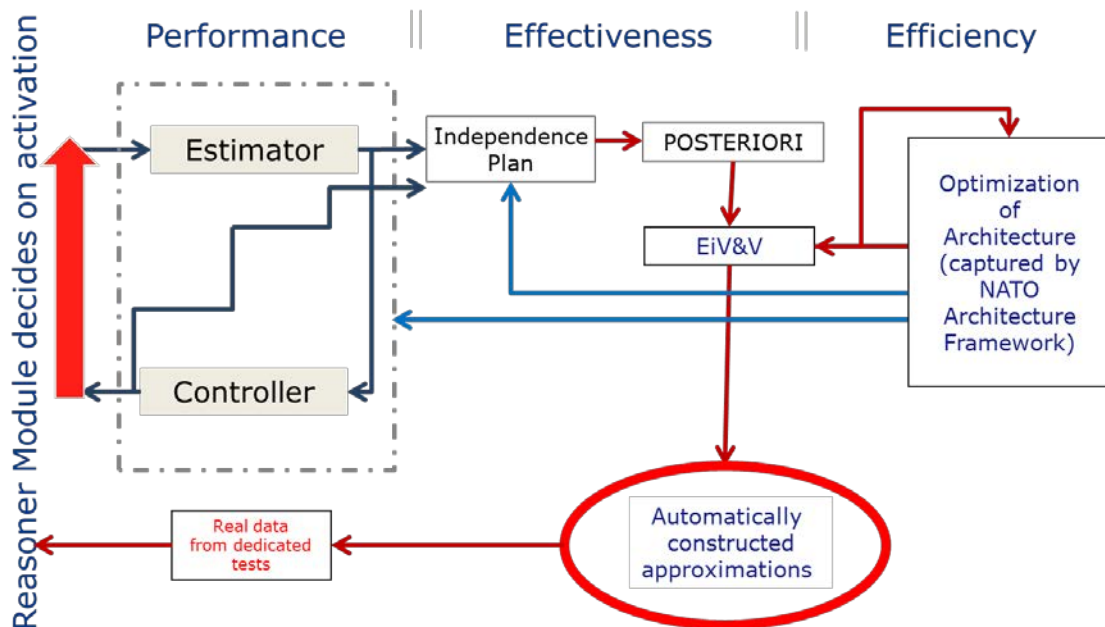 Performance
Effectiveness
Efficiency
Reasoner Module decides on activation
Estimator
Independence
Plan
POSTERIORI
Optimization
of
Architecture
(captured by
NATO
Architecture
Framework)
EiV&V
Controller
Real data
from dedicated
tests
Automatically
constructed
approximations